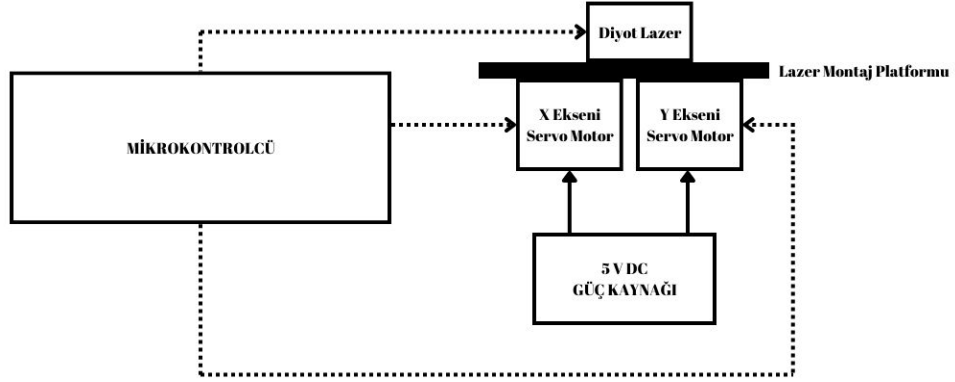 Diyot Lazer
Lazer Montaj Platformu
X Ekseni
Servo Motor
Y Ekseni
Servo Motor
MİKROKONTROLCÜ
5 V DC
GÜÇ KAYNAĞI